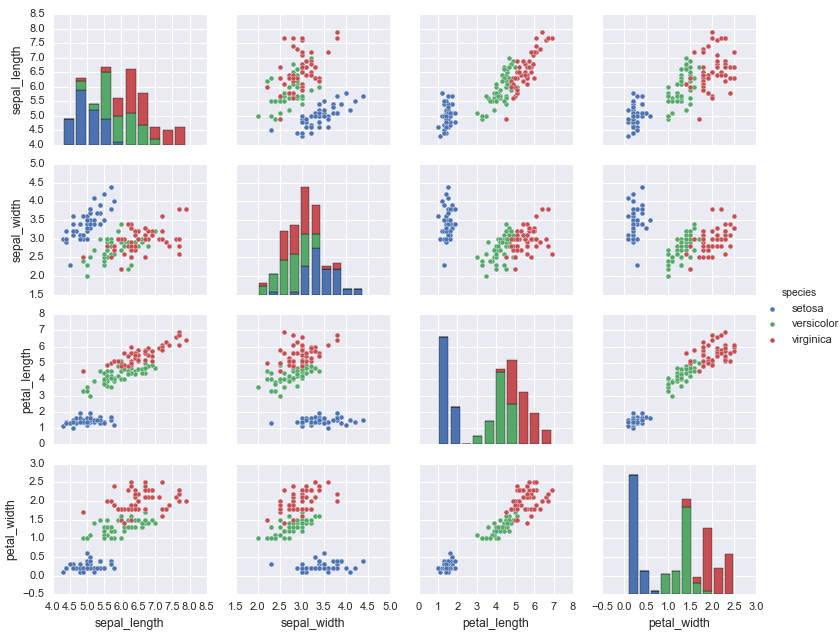 8.5
8.0
7.5
7.0
6.5
6.0
5.5
5.0
4.5
4.0
sepal_length
5.0
4.5
4.0
3.5
3.0
2.5
2.0
1.5
sepal_width
species
setosa
versicolor
virginica
8
7
6
5
4
3
2
1
0
petal_length
3.0
2.5
2.0
1.5
1.0
0.5
0.0
-0.5
petal_width
4.0 4.5 5.0 5.5 6.0 6.5 7.0 7.5 8.0 8.5
sepal_length
1.5 2.0 2.5 3.0 3.5 4.0 4.5 5.0
sepal_width
0 1 2 3 4 5 6 7 8
petal_length
-0.5 0.0 0.5 1.0 1.5 2.0 2.5 3.0
petal_width